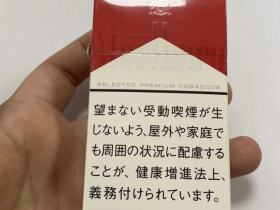 Marlboro
SELECTED PREMIUM TOBACCOS
望まない受動喫煙が生
じないよう、屋外や家庭で
も周囲の状況に配慮する
ことが、健康増進法上、
義務付けられています。